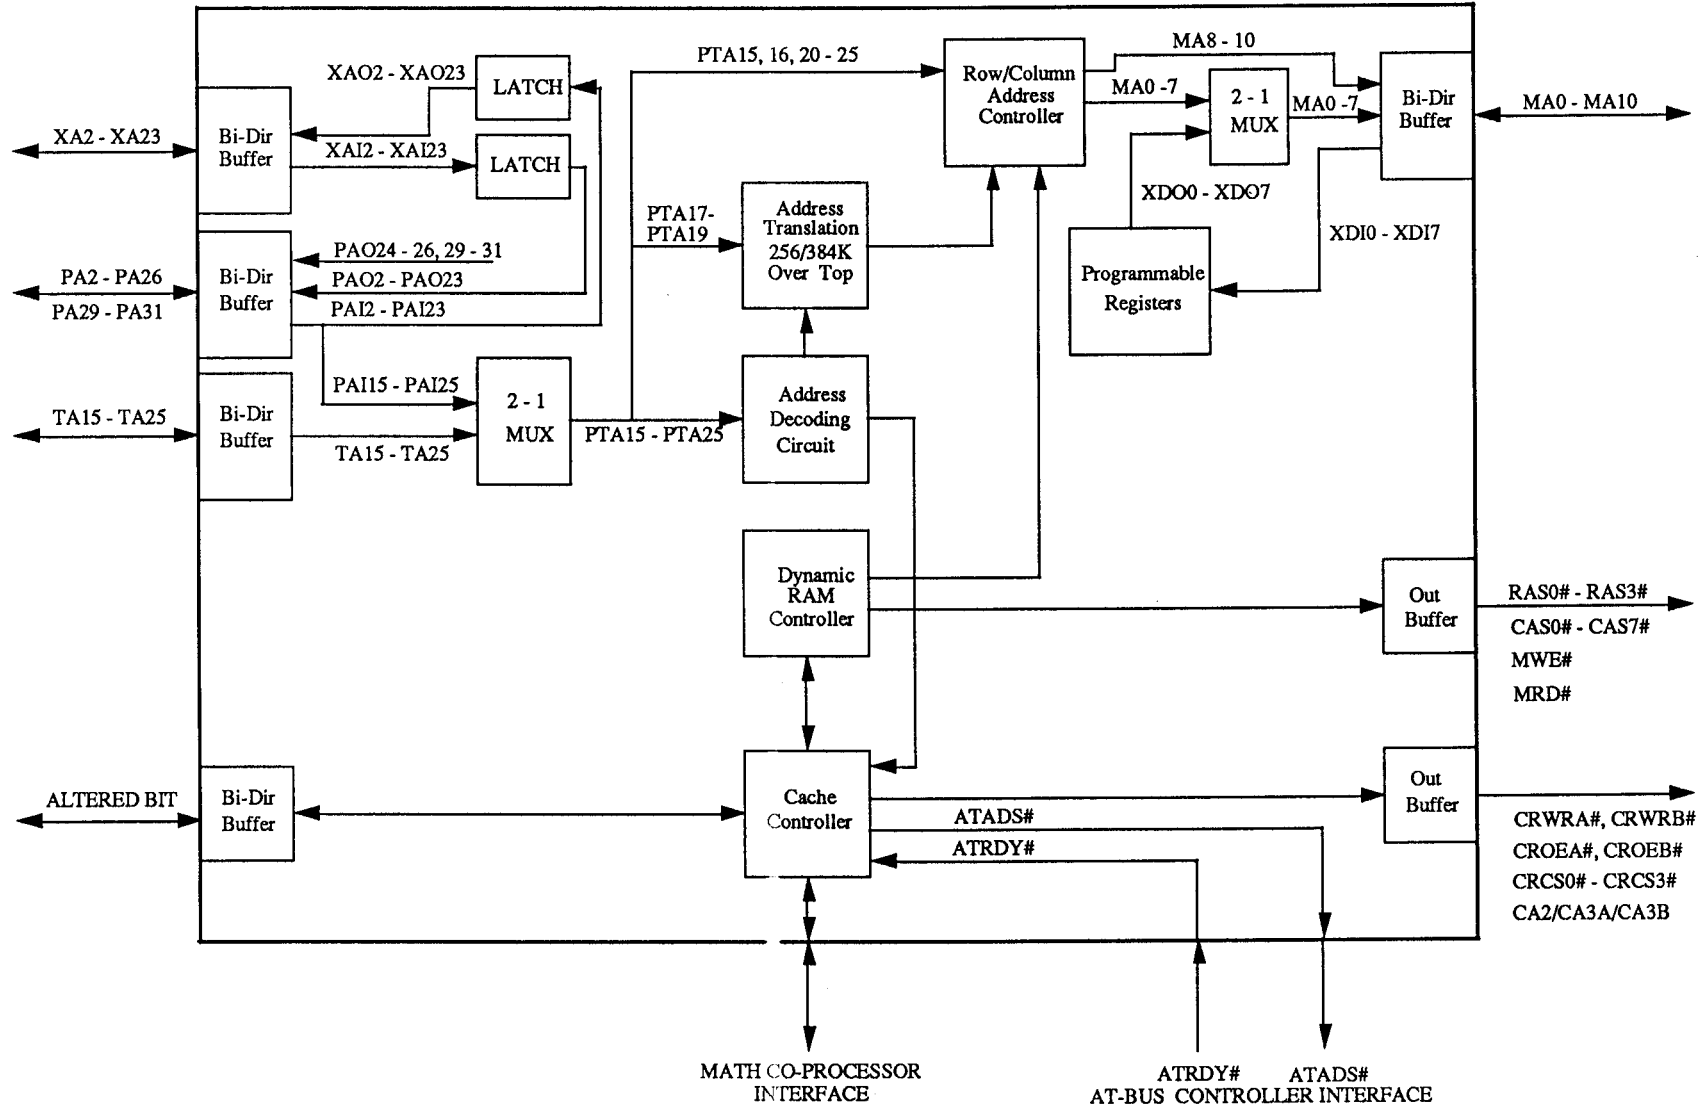 PTA15, 16, 20 - 25
MA8 - 10
XAO2 - XAO23
LATCH
Row/Column
Address
Controller
MA0 -7
2 - 1
MUX
MA0 -7
Bi-Dir
Buffer
MA0 - MA10
XA2 - XA23
Bi-Dir
Buffer
XAI2 - XAI23
LATCH
XDO0 - XDO7
PTA17-
PTA19
Address
Translation
256/384K
Over Top
XDI0 - XDI7
PAO24 - 26, 29 - 31
PA2 - PA26
PA29 - PA31
Bi-Dir
Buffer
PAO2 - PAO23
PAI2 - PAI23
Programmable
Registers
PAI15 - PAI25
2 - 1
MUX
Address
Decoding
Circuit
TA15 - TA25
Bi-Dir
Buffer
TA15 - TA25
PTA15 - PTA25
Dynamic
RAM
Controller
Out
Buffer
RAS0# - RAS3#
CAS0# - CAS7#
MWE#
MRD#
ALTERED BIT
Bi-Dir
Buffer
Cache
Controller
ATADS#
ATRDY#
Out
Buffer
CRWRA#, CRWRB#
CROEA#, CROEB#
CRCS0# - CRCS3#
CA2/CA3A/CA3B
MATH CO-PROCESSOR
INTERFACE
ATRDY# ATADS#
AT-BUS CONTROLLER INTERFACE